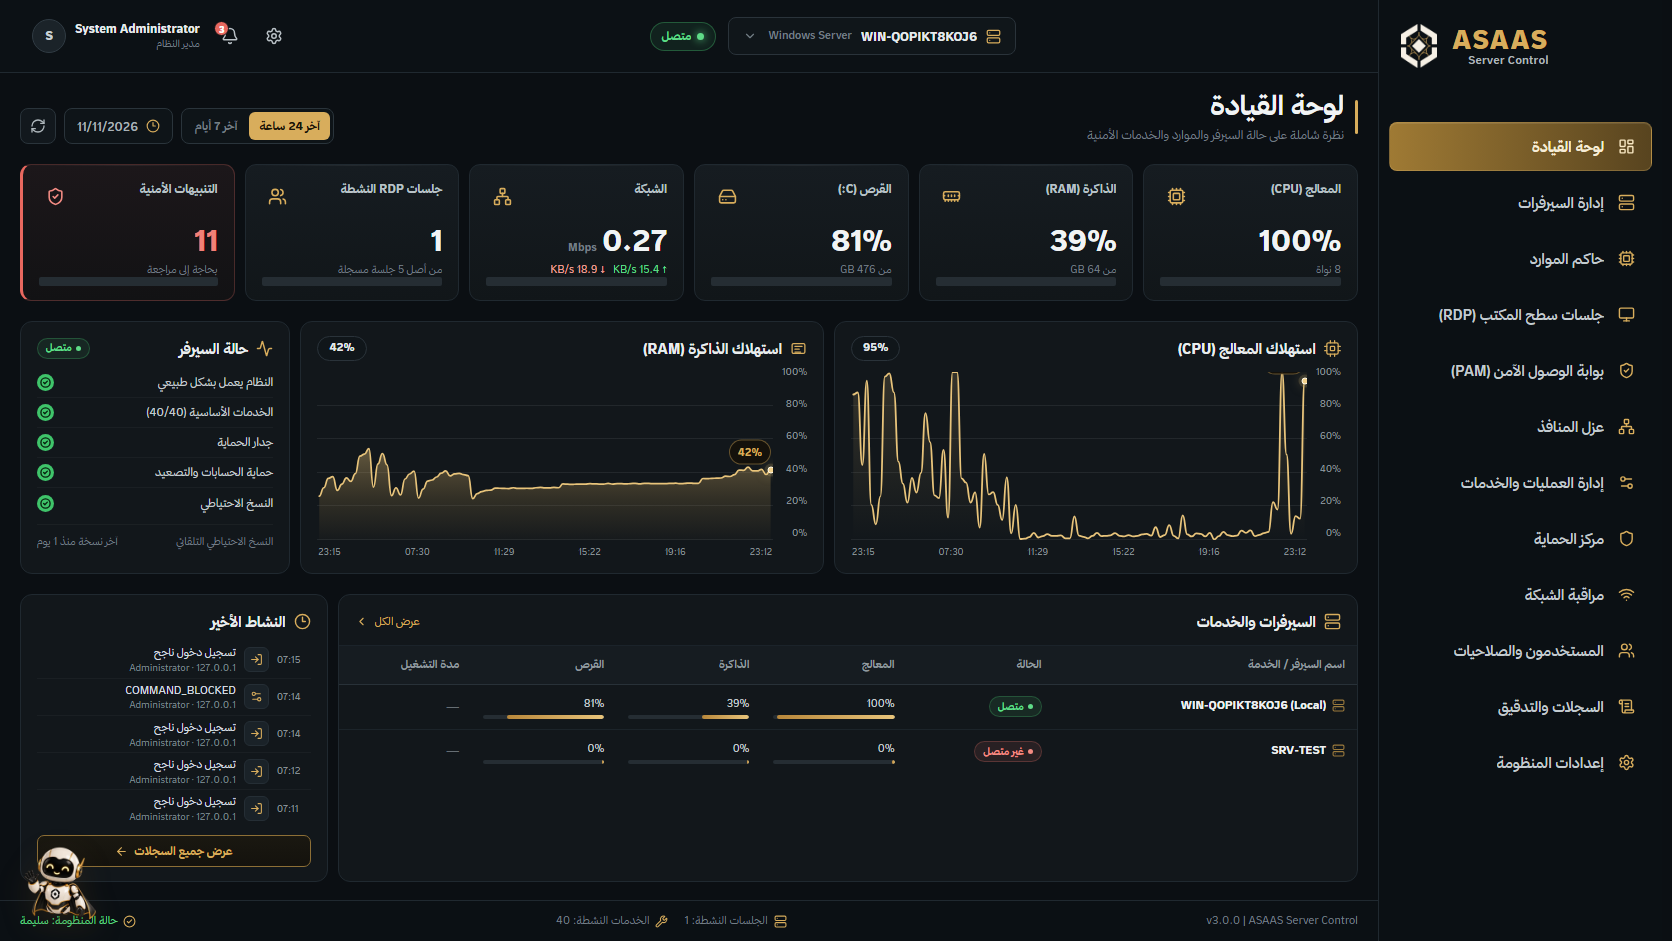 ASAAS
Server Control
لوحة القيادة
إدارة السيرفرات
حاكم الموارد
جلسات سطح المكتب (RDP)
بوابة الوصول الآمن (PAM)
عزل المنافذ
إدارة العمليات والخدمات
مركز الحماية
مراقبة الشبكة
المستخدمون والصلاحيات
السجلات والتدقيق
إعدادات المنظومة
WIN-QOPIKT8KOJ6 Windows Server
متصل
3
System Administrator
مدير النظام
S
لوحة القيادة
نظرة شاملة على حالة السيرفر والموارد والخدمات الأمنية
آخر 24 ساعة
آخر 7 أيام
11/11/2026
المعالج (CPU)
100%
8 نواة
الذاكرة (RAM)
39%
من 64 GB
القرص (C:)
81%
من 476 GB
الشبكة
0.27 Mbps
↑ 15.4 KB/s ↓ 18.9 KB/s
جلسات RDP النشطة
1
من أصل 5 جلسة مسجلة
التنبيهات الأمنية
11
بحاجة إلى مراجعة
استهلاك المعالج (CPU)
95%
100%
80%
60%
40%
20%
0%
23:15 07:30 11:29 15:22 19:16 23:12
استهلاك الذاكرة (RAM)
42%
100%
80%
60%
42%
40%
20%
0%
23:15 07:30 11:29 15:22 19:16 23:12
حالة السيرفر
متصل
النظام يعمل بشكل طبيعي
الخدمات الأساسية (40/40)
جدار الحماية
حماية الحسابات والتصعيد
النسخ الاحتياطي
النسخ الاحتياطي التلقائي
آخر نسخة منذ 1 يوم
السيرفرات والخدمات
عرض الكل
اسم السيرفر / الخدمة الحالة المعالج الذاكرة القرص مدة التشغيل
WIN-QOPIKT8KOJ6 (Local) متصل 100% 39% 81% —
SRV-TEST غير متصل 0% 0% 0% —
النشاط الأخير
07:15 تسجيل دخول ناجح
Administrator · 127.0.0.1
07:14 COMMAND_BLOCKED
Administrator · 127.0.0.1
07:14 تسجيل دخول ناجح
Administrator · 127.0.0.1
07:12 تسجيل دخول ناجح
Administrator · 127.0.0.1
07:11 تسجيل دخول ناجح
Administrator · 127.0.0.1
عرض جميع السجلات ←
v3.0.0 | ASAAS Server Control
الجلسات النشطة: 1
الخدمات النشطة: 40
حالة المنظومة: سليمة